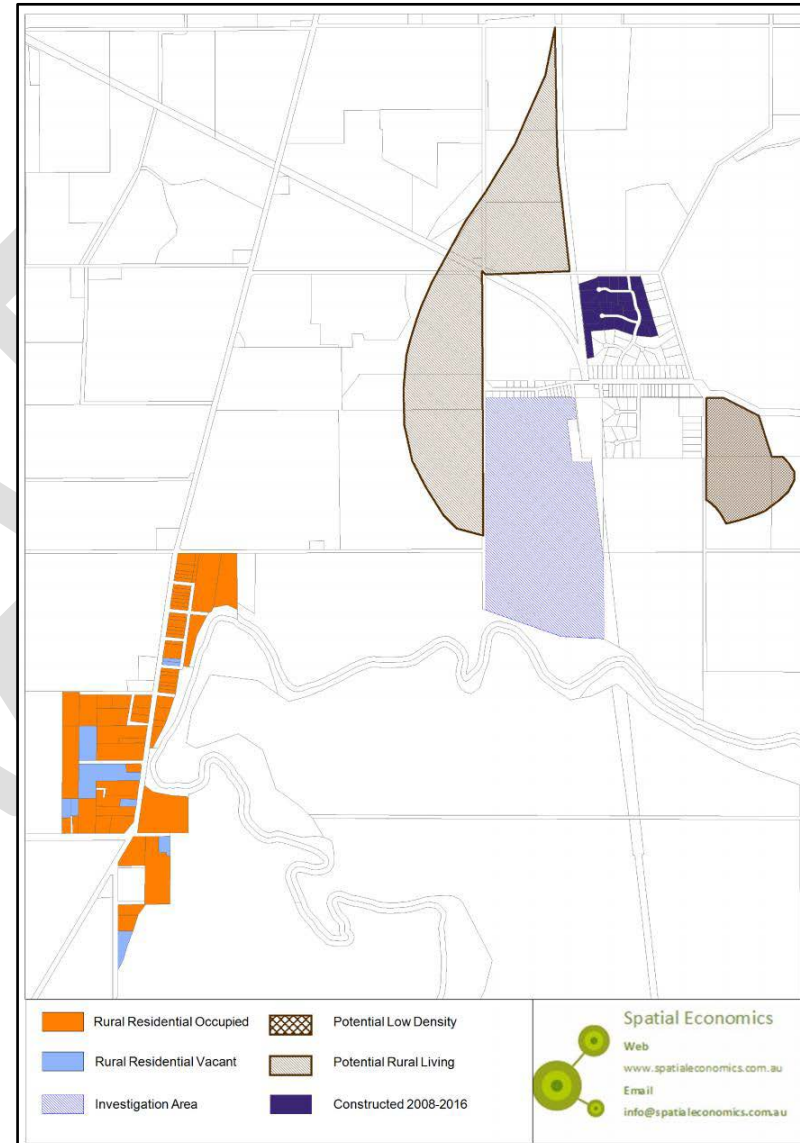 Rural Residential Occupied
Potential Low Density
Rural Residential Vacant
Potential Rural Living
Investigation Area
Constructed 2008-2016
Spatial Economics
Web
www.spatialeconomics.com.au
Email
info@spatialeconomics.com.au